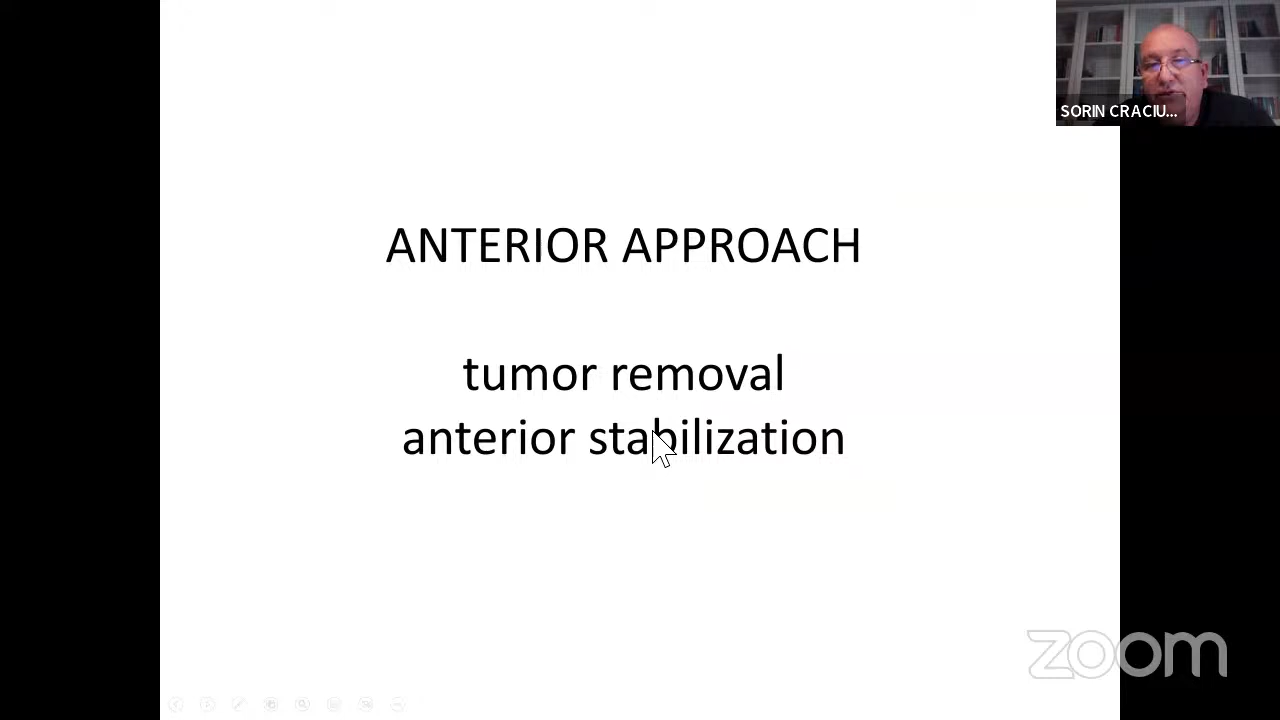 SORIN CRACIU...
ANTERIOR APPROACH
tumor removal
anterior stabilization
zoom